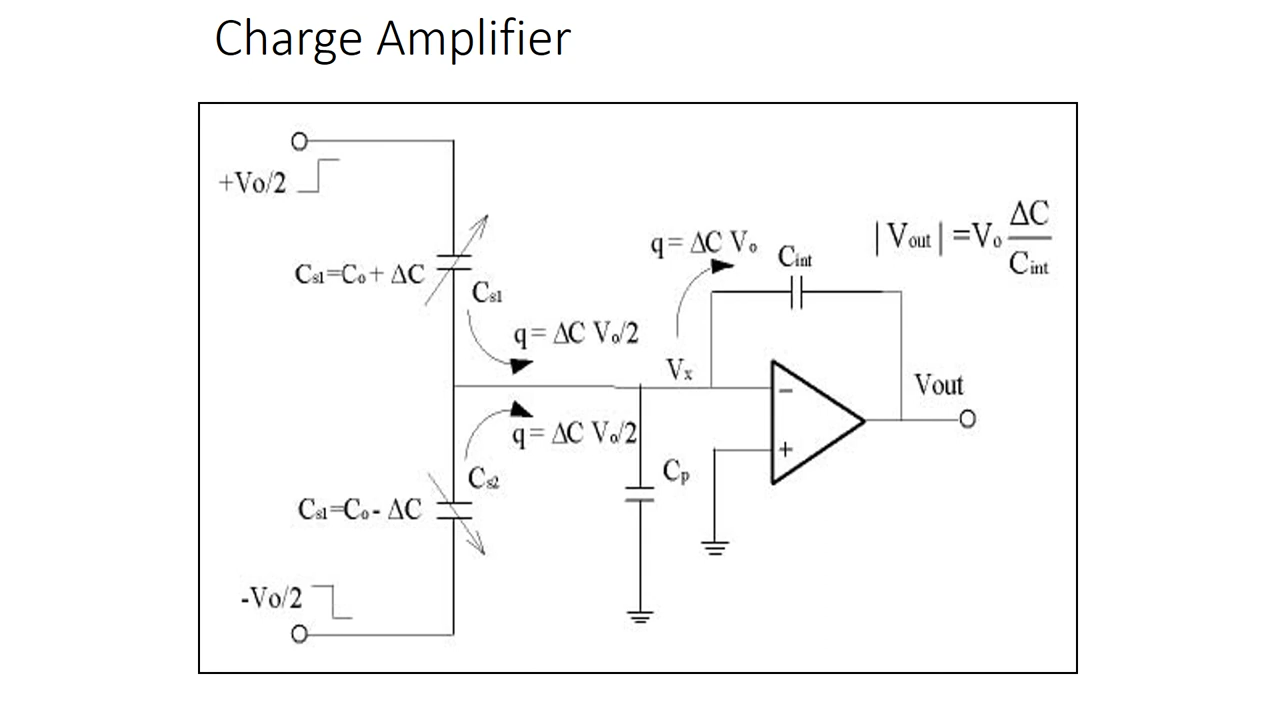 Charge Amplifier
+Vo/2
Cs1=Co+ ΔC
Cs1
q= ΔC Vo/2
q= ΔC Vo
Cint
|Vout| =Vo ΔC
Cint
Vx
Vout
−
+
q= ΔC Vo/2
Cs2
Cp
Cs1=Co- ΔC
-Vo/2